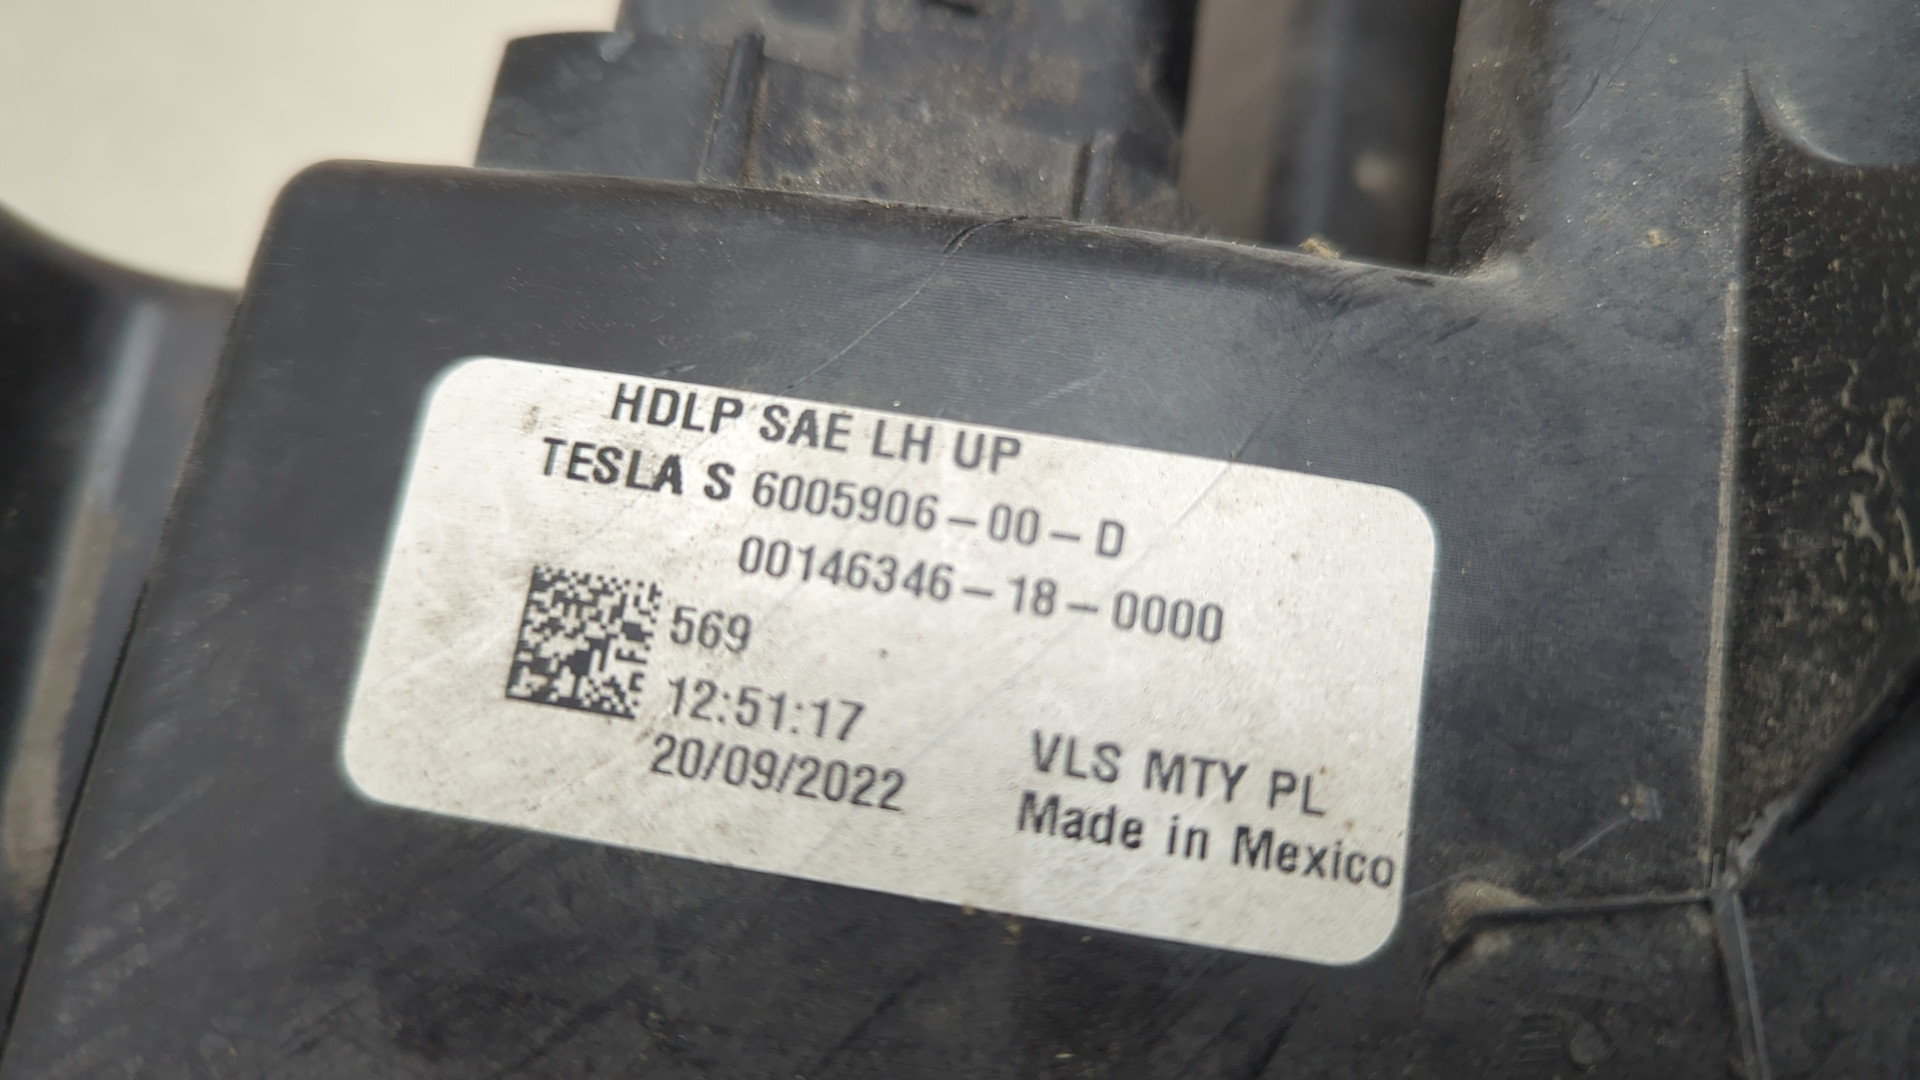 HDLP SAE LH UP
TESLA S 6005906-00-D
00146346-18-0000
569
12:51:17
20/09/2022
VLS MTY PL
Made in Mexico